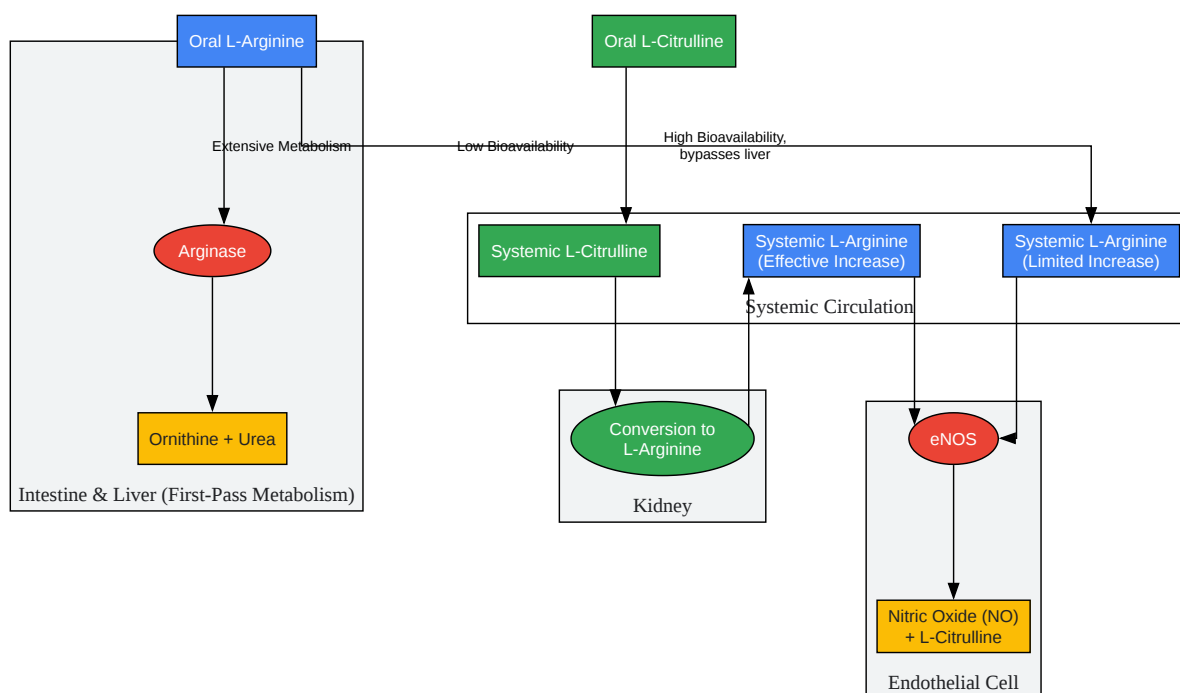 Oral L-Arginine
Oral L-Citrulline
Extensive Metabolism
Low Bioavailability
High Bioavailability,
bypasses liver
Arginase
Systemic L-Citrulline
Systemic L-Arginine
(Effective Increase)
Systemic L-Arginine
(Limited Increase)
Systemic Circulation
Ornithine + Urea
Intestine & Liver (First-Pass Metabolism)
Conversion to
L-Arginine
Kidney
eNOS
Nitric Oxide (NO)
+ L-Citrulline
Endothelial Cell